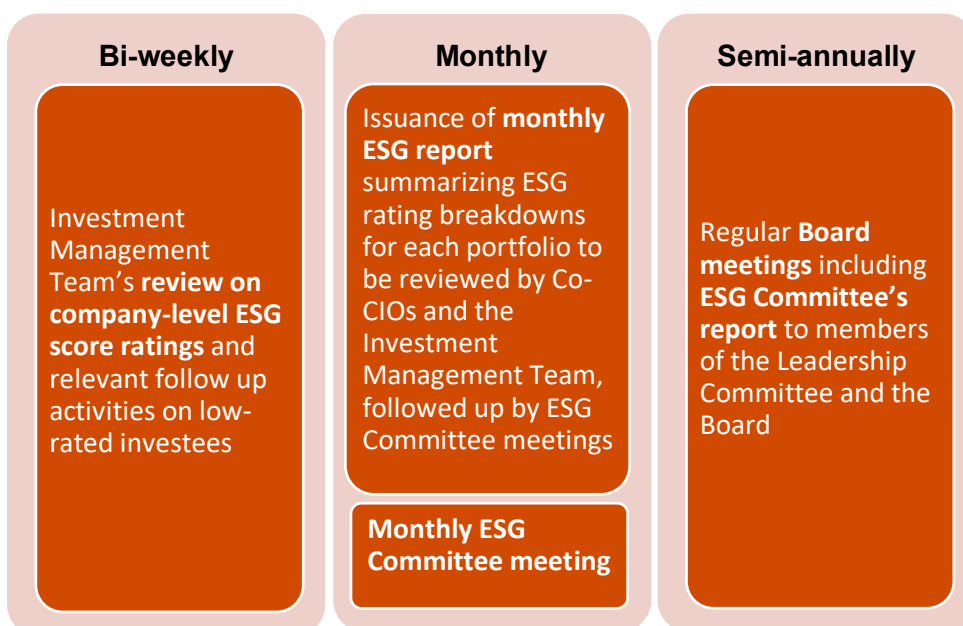 Bi-weekly
Investment
Management
Team’s review on
company-level ESG
score ratings and
relevant follow up
activities on low-
rated investees
Monthly
Issuance of monthly
ESG report
summarizing ESG
rating breakdowns
for each portfolio to
be reviewed by Co-
CIOs and the
Investment
Management Team,
followed up by ESG
Committee meetings
Monthly ESG
Committee meeting
Semi-annually
Regular Board
meetings including
ESG Committee’s
report to members
of the Leadership
Committee and the
Board